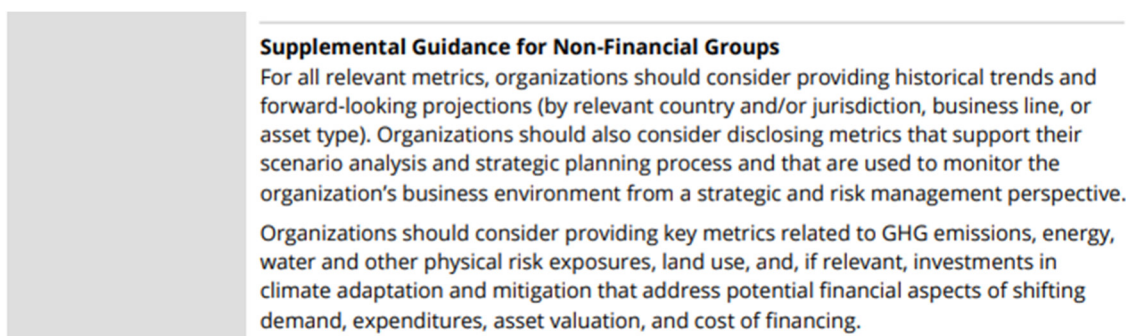 Supplemental Guidance for Non-Financial Groups
For all relevant metrics, organizations should consider providing historical trends and
forward-looking projections (by relevant country and/or jurisdiction, business line, or
asset type). Organizations should also consider disclosing metrics that support their
scenario analysis and strategic planning process and that are used to monitor the
organization’s business environment from a strategic and risk management perspective.
Organizations should consider providing key metrics related to GHG emissions, energy,
water and other physical risk exposures, land use, and, if relevant, investments in
climate adaptation and mitigation that address potential financial aspects of shifting
demand, expenditures, asset valuation, and cost of financing.